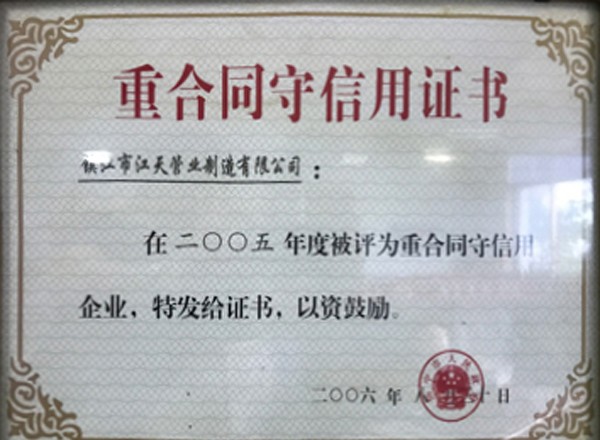 重合同守信用证书
镇江市江天管业制造有限公司：
在二〇〇五年度被评为重合同守信用
企业，特发给证书，以资鼓励。
二〇〇六年 十日